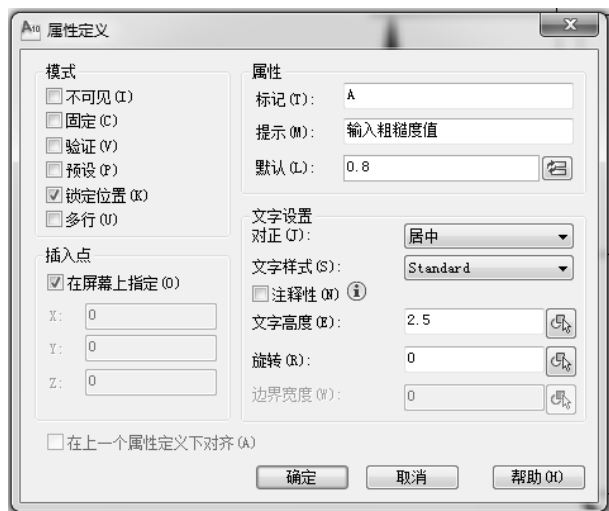 A10 属性定义
模式
不可见(I)
固定(C)
验证(V)
预设(P)
锁定位置(K)
多行(U)
插入点
在屏幕上指定(O)
X: 0
Y: 0
Z: 0
属性
标记(T): A
提示(M): 输入粗糙度值
默认(L): 0.8
文字设置
对正(J): 居中
文字样式(S): Standard
注释性(N)
文字高度(E): 2.5
旋转(R): 0
边界宽度(W): 0
在上一个属性定义下对齐(A)
确定 取消 帮助(H)